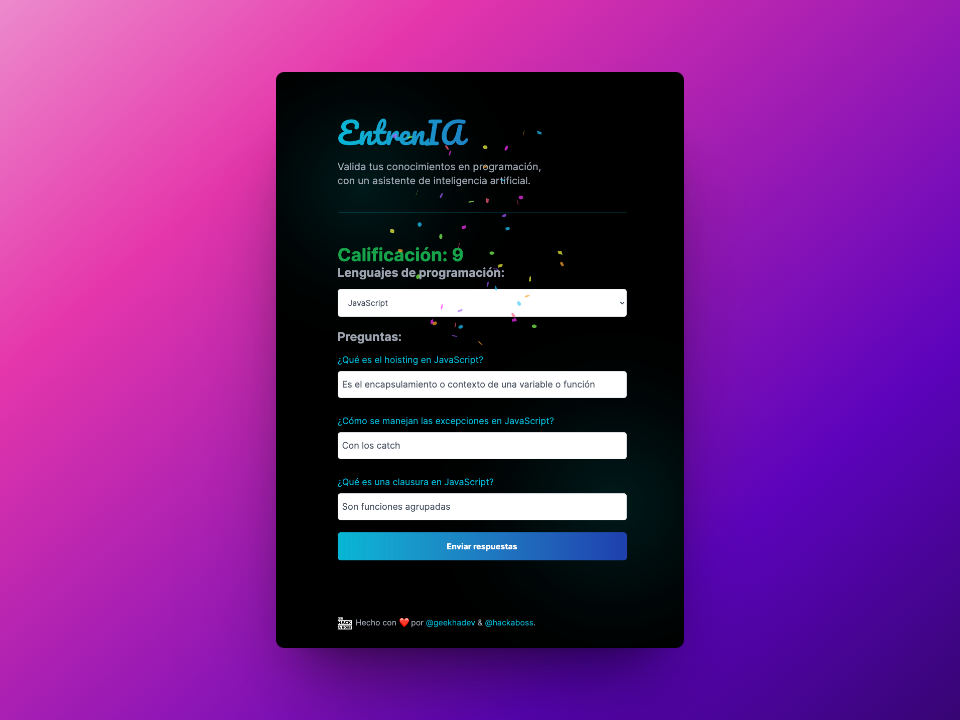 EntrenIA
Valida tus conocimientos en programación,
con un asistente de inteligencia artificial.
Calificación: 9
Lenguajes de programación:
JavaScript
Preguntas:
¿Qué es el hoisting en JavaScript?
Es el encapsulamiento o contexto de una variable o función
¿Cómo se manejan las excepciones en JavaScript?
Con los catch
¿Qué es una clausura en JavaScript?
Son funciones agrupadas
Enviar respuestas
Hecho con ❤️ por @geekhadev & @hackaboss.